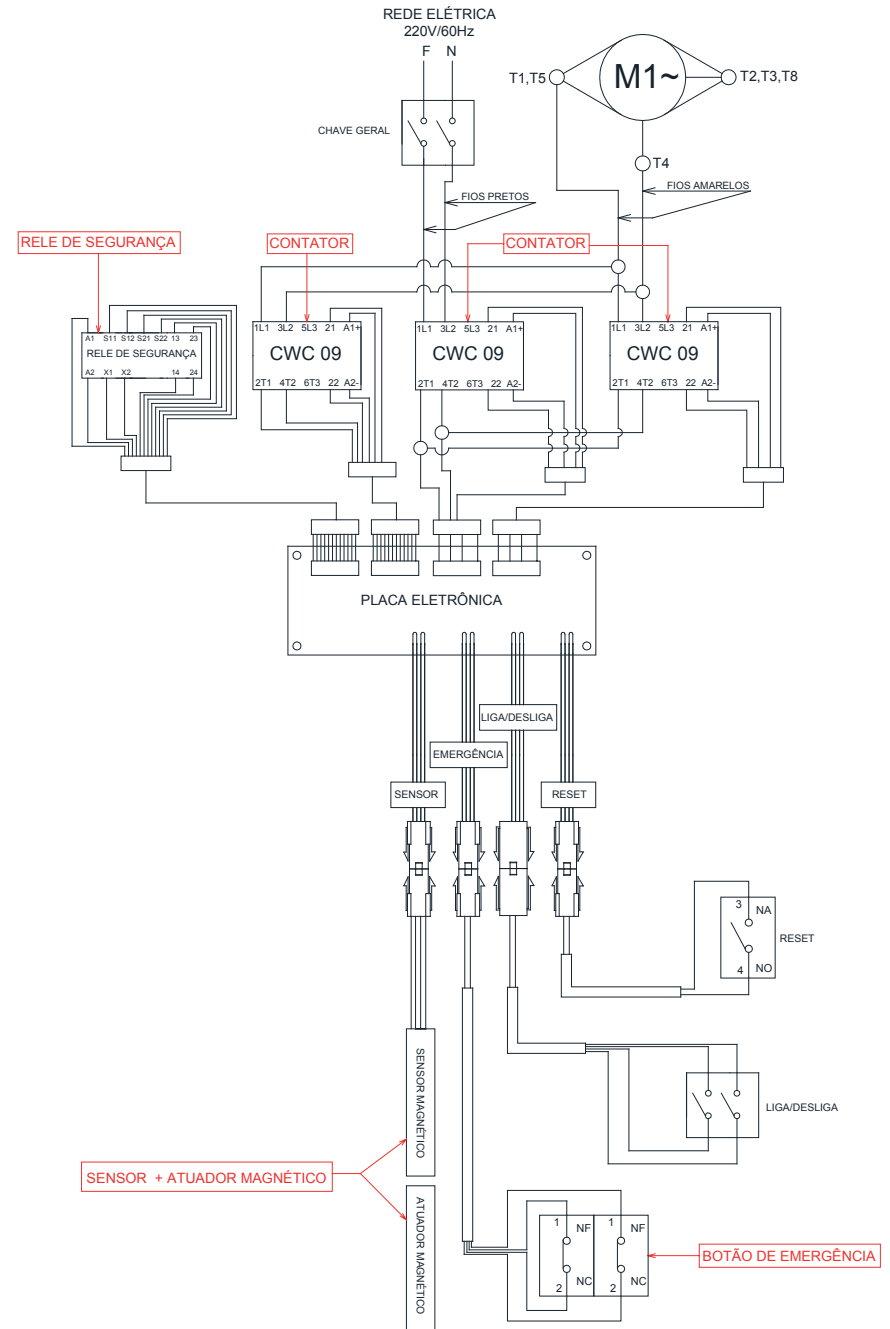 REDE ELÉTRICA
220V/60Hz
F N
M1~
T1,T5
T2,T3,T8
CHAVE GERAL
T4
FIOS PRETOS
FIOS AMARELOS
RELE DE SEGURANÇA
CONTATOR
CONTATOR
A1 S11 S12 S21 S22 13 23
RELE DE SEGURANÇA
A2 X1 X2 14 24
1L1 3L2 5L3 21 A1+
CWC 09
2T1 4T2 6T3 22 A2-
1L1 3L2 5L3 21 A1+
CWC 09
2T1 4T2 6T3 22 A2-
1L1 3L2 5L3 21 A1+
CWC 09
2T1 4T2 6T3 22 A2-
PLACA ELETRÔNICA
LIGA/DESLIGA
EMERGÊNCIA
SENSOR
RESET
3 NA
RESET
4 NO
SENSOR MAGNÉTICO
LIGA/DESLIGA
SENSOR + ATUADOR MAGNÉTICO
ATUADOR MAGNÉTICO
1 NF 1 NF
BOTÃO DE EMERGÊNCIA
2 NC 2 NC